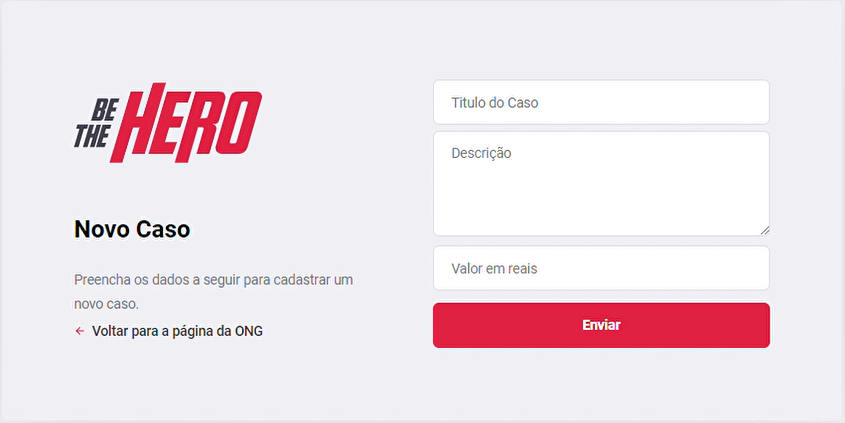 BE
THE HERO
Novo Caso
Preencha os dados a seguir para cadastrar um
novo caso.
Voltar para a página da ONG
Titulo do Caso
Descrição
Valor em reais
Enviar